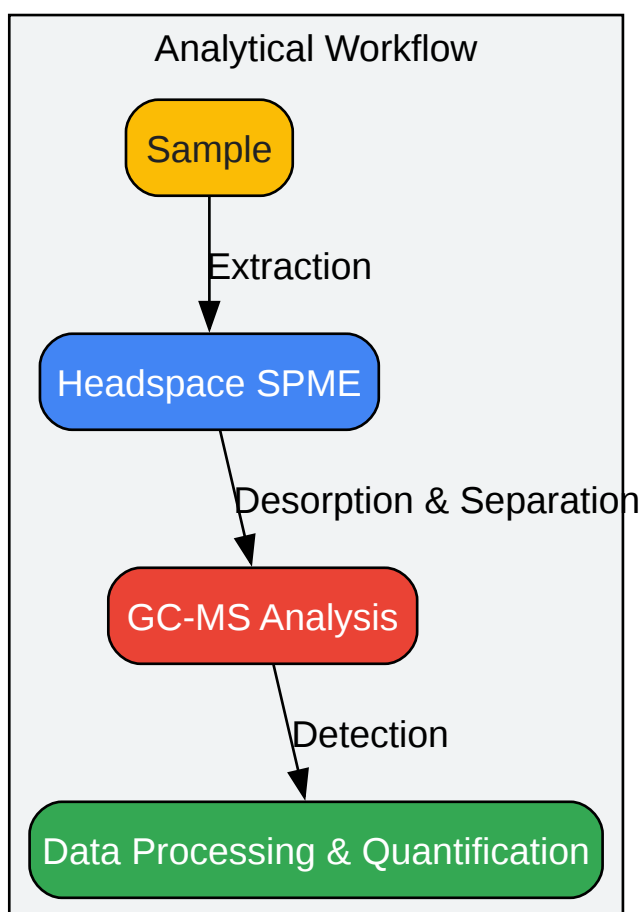 Analytical Workflow
Sample
Extraction
Headspace SPME
Desorption & Separation
GC-MS Analysis
Detection
Data Processing & Quantification